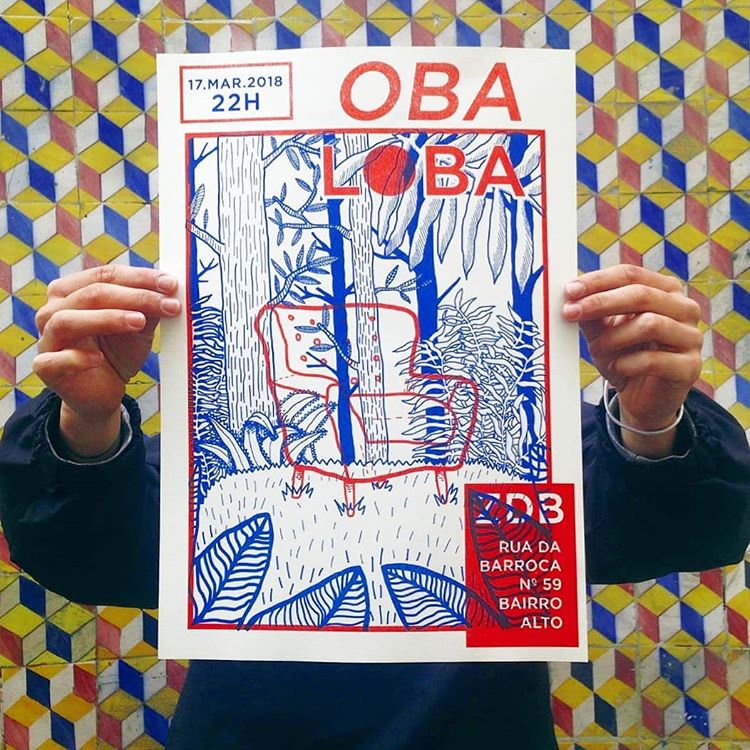 17.MAR.2018
22H
OBA
LOBA
ZDB
RUA DA
BARROCA
Nº 59
BAIRRO
ALTO